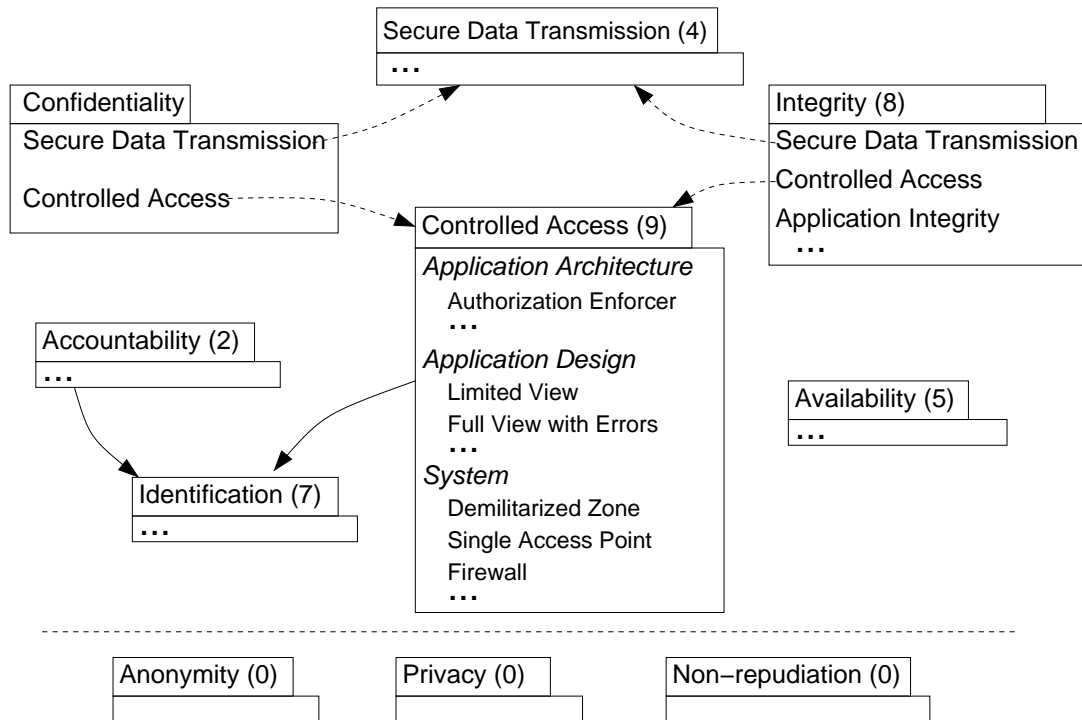 Secure Data Transmission (4)
...
Confidentiality
Secure Data Transmission
Controlled Access
Integrity (8)
Secure Data Transmission
Controlled Access
Application Integrity
...
Controlled Access (9)
Application Architecture
Authorization Enforcer
...
Application Design
Limited View
Full View with Errors
...
System
Demilitarized Zone
Single Access Point
Firewall
...
Accountability (2)
...
Availability (5)
...
Identification (7)
...
Anonymity (0)
Privacy (0)
Non−repudiation (0)